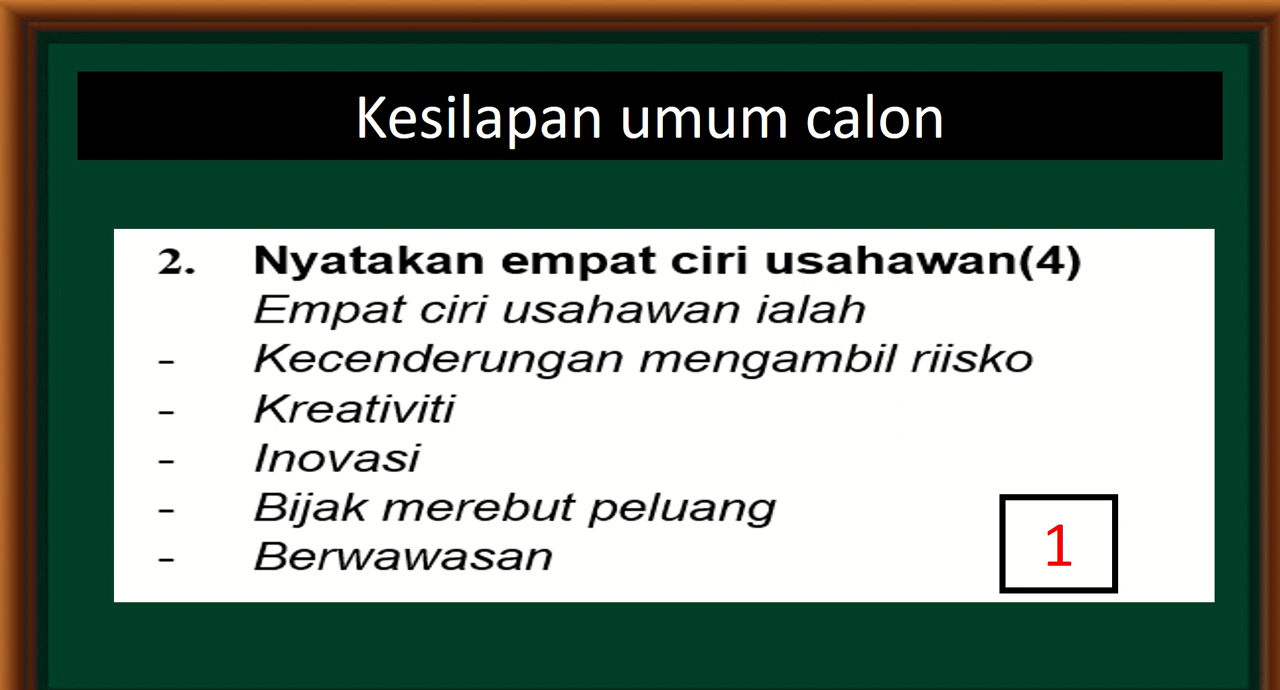 Kesilapan umum calon
2. Nyatakan empat ciri usahawan(4)
Empat ciri usahawan ialah
- Kecenderungan mengambil riisko
- Kreativiti
- Inovasi
- Bijak merebut peluang
- Berwawasan
1